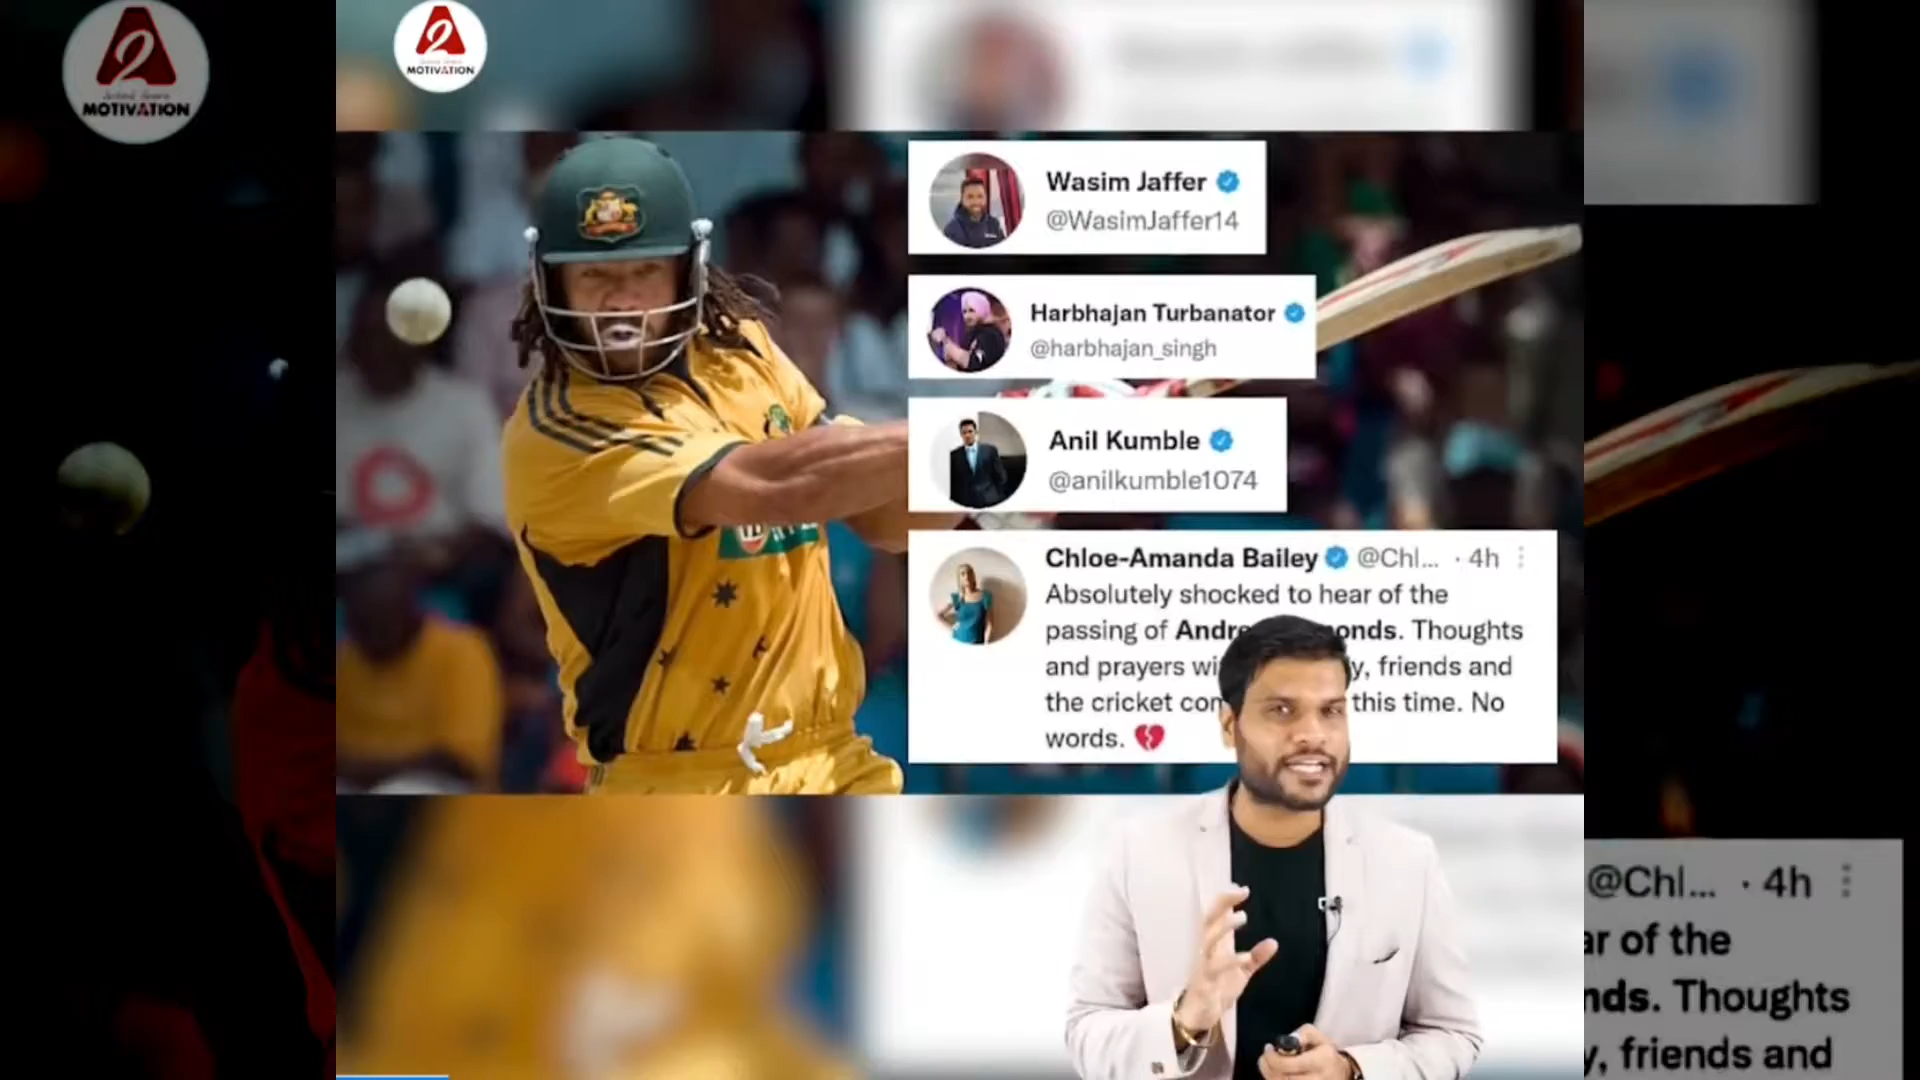 2
MOTIVATION
2
MOTIVATION
Wasim Jaffer
@WasimJaffer14
Harbhajan Turbanator
@harbhajan_singh
Anil Kumble
@anilkumble1074
Chloe-Amanda Bailey @Chl... · 4h
Absolutely shocked to hear of the
passing of Andre onds. Thoughts
and prayers wi y, friends and
the cricket com this time. No
words. 💔
@Chl... · 4h
ar of the
nds. Thoughts
y, friends and